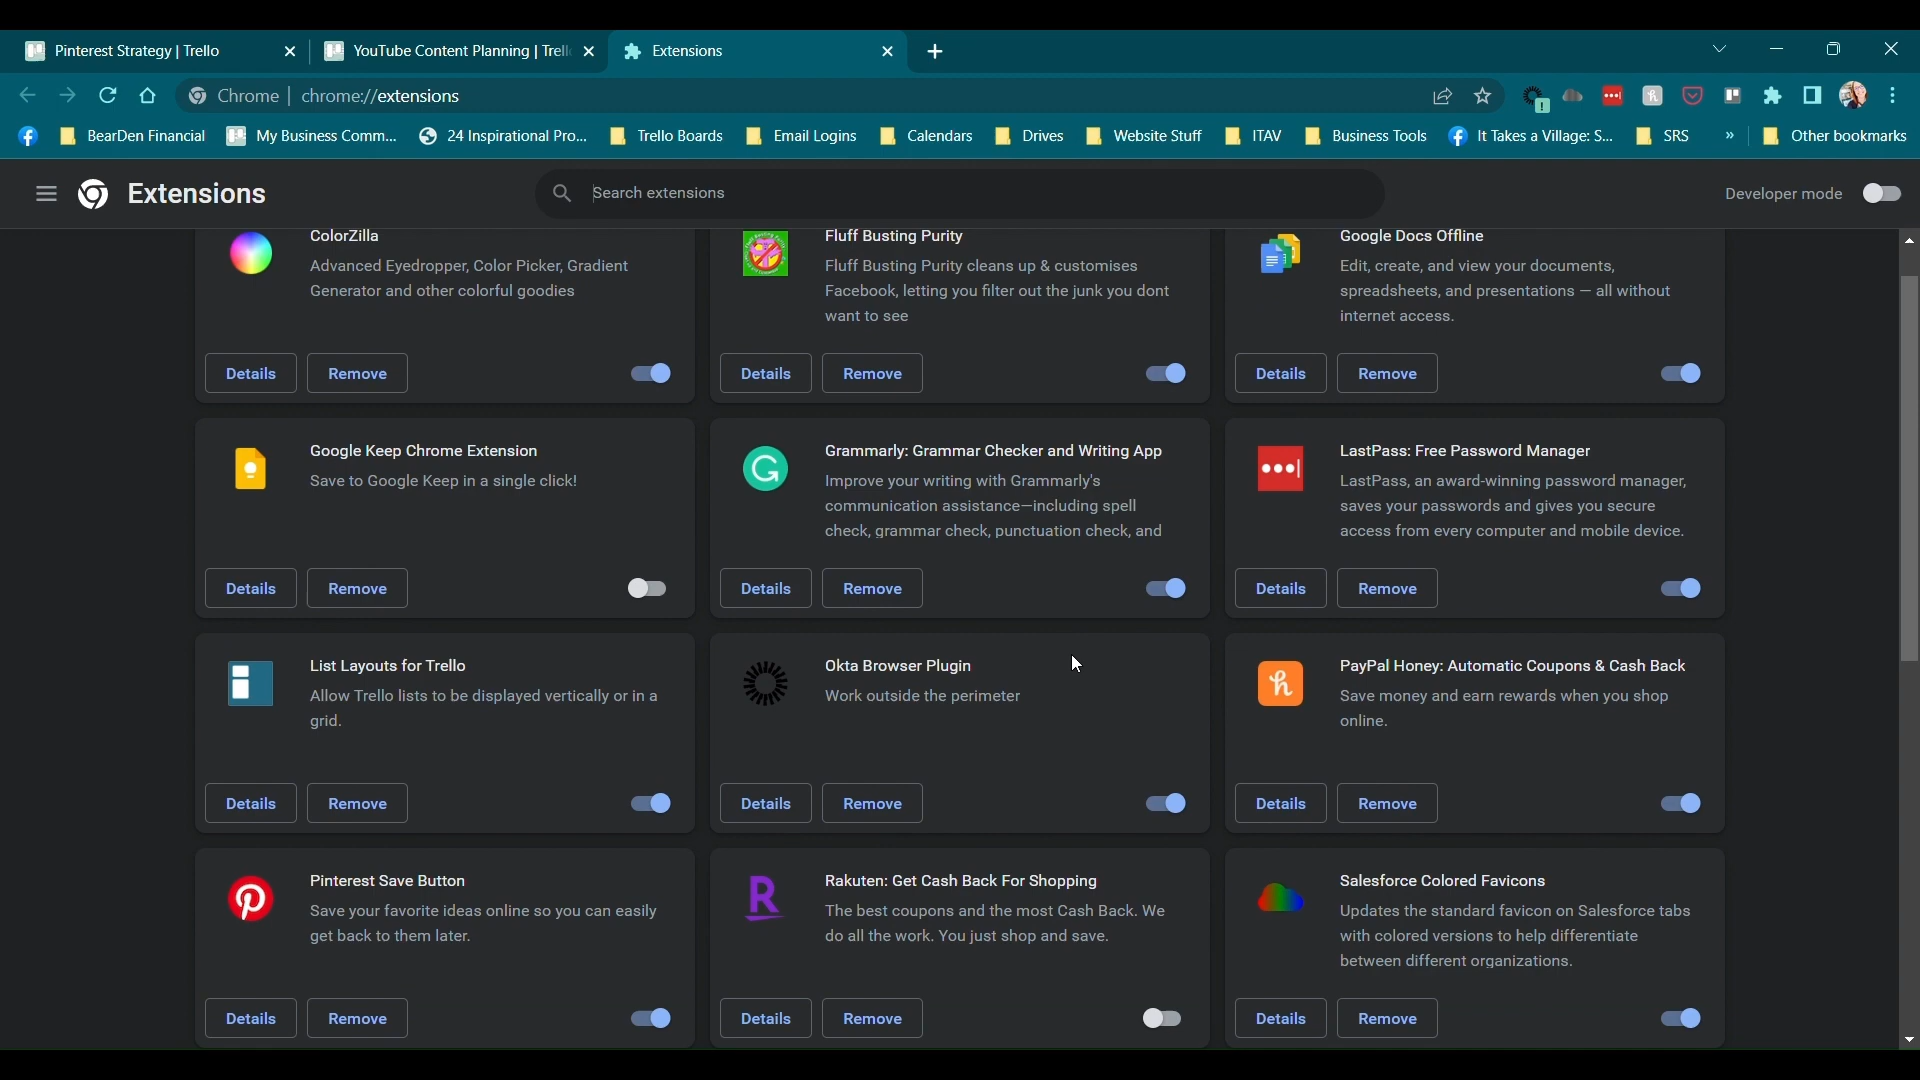 Pinterest Strategy | Trello
YouTube Content Planning | Trell
Extensions
Chrome | chrome://extensions
BearDen Financial
My Business Comm...
24 Inspirational Pro...
Trello Boards
Email Logins
Calendars
Drives
Website Stuff
ITAV
Business Tools
It Takes a Village: S...
SRS
»
Other bookmarks
Extensions
Search extensions
Developer mode
ColorZilla
Advanced Eyedropper, Color Picker, Gradient
Generator and other colorful goodies
Details
Remove
Fluff Busting Purity
Fluff Busting Purity cleans up & customises
Facebook, letting you filter out the junk you dont
want to see
Details
Remove
Google Docs Offline
Edit, create, and view your documents,
spreadsheets, and presentations — all without
internet access.
Details
Remove
Google Keep Chrome Extension
Save to Google Keep in a single click!
Details
Remove
Grammarly: Grammar Checker and Writing App
Improve your writing with Grammarly's
communication assistance—including spell
check, grammar check, punctuation check, and
Details
Remove
LastPass: Free Password Manager
LastPass, an award-winning password manager,
saves your passwords and gives you secure
access from every computer and mobile device.
Details
Remove
List Layouts for Trello
Allow Trello lists to be displayed vertically or in a
grid.
Details
Remove
Okta Browser Plugin
Work outside the perimeter
Details
Remove
PayPal Honey: Automatic Coupons & Cash Back
Save money and earn rewards when you shop
online.
Details
Remove
Pinterest Save Button
Save your favorite ideas online so you can easily
get back to them later.
Details
Remove
Rakuten: Get Cash Back For Shopping
The best coupons and the most Cash Back. We
do all the work. You just shop and save.
Details
Remove
Salesforce Colored Favicons
Updates the standard favicon on Salesforce tabs
with colored versions to help differentiate
between different organizations.
Details
Remove